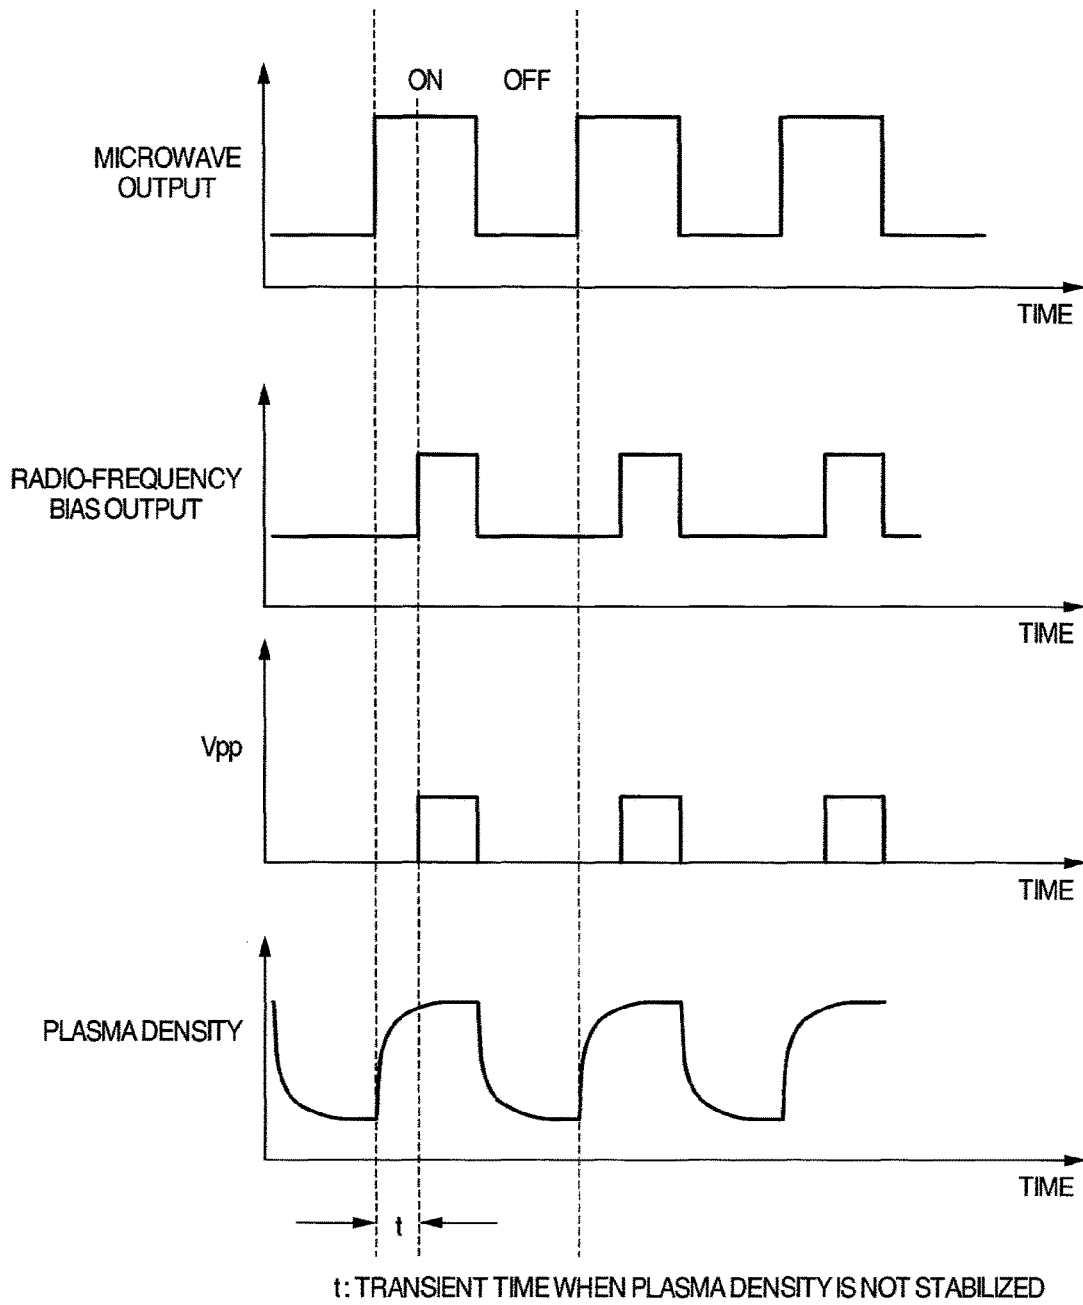 ON OFF
MICROWAVE
OUTPUT
TIME
RADIO-FREQUENCY
BIAS OUTPUT
TIME
Vpp
TIME
PLASMA DENSITY
TIME
t
t : TRANSIENT TIME WHEN PLASMA DENSITY IS NOT STABILIZED